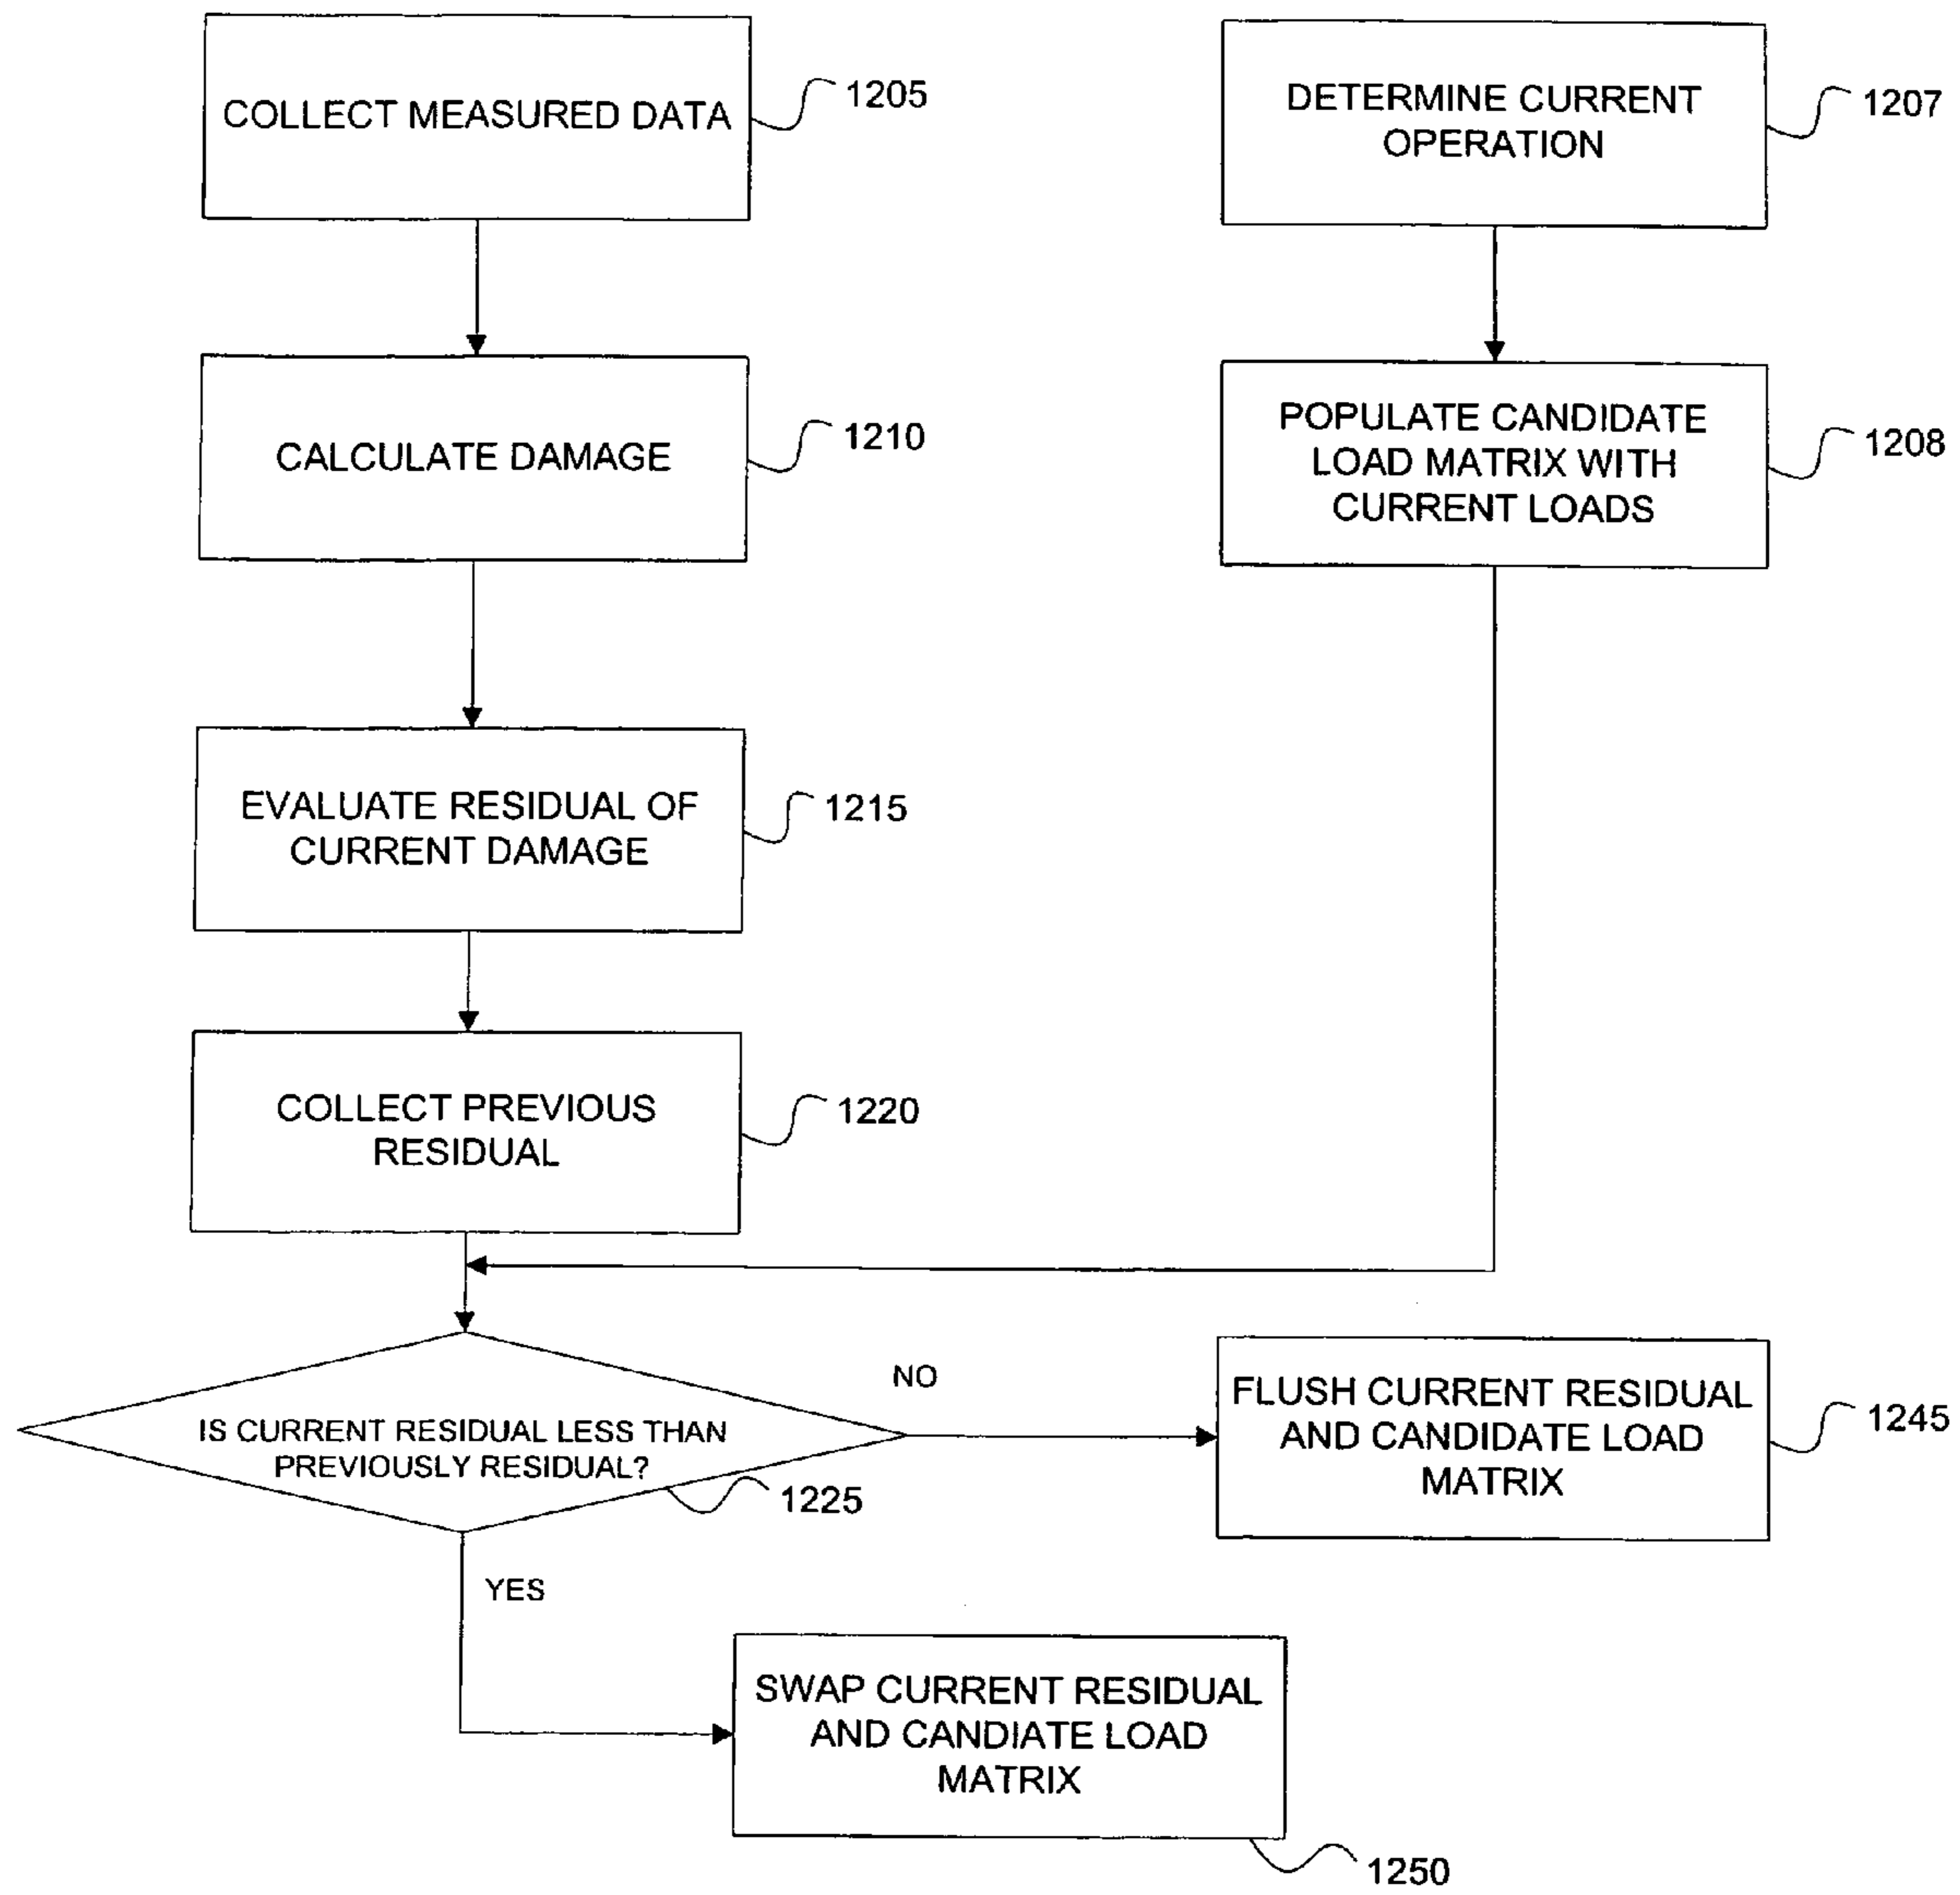 COLLECT MEASURED DATA
1205
DETERMINE CURRENT
OPERATION
1207
CALCULATE DAMAGE
1210
POPULATE CANDIDATE
LOAD MATRIX WITH
CURRENT LOADS
1208
EVALUATE RESIDUAL OF
CURRENT DAMAGE
1215
COLLECT PREVIOUS
RESIDUAL
1220
IS CURRENT RESIDUAL LESS THAN
PREVIOUSLY RESIDUAL?
1225
NO
FLUSH CURRENT RESIDUAL
AND CANDIDATE LOAD
MATRIX
1245
YES
SWAP CURRENT RESIDUAL
AND CANDIATE LOAD
MATRIX
1250